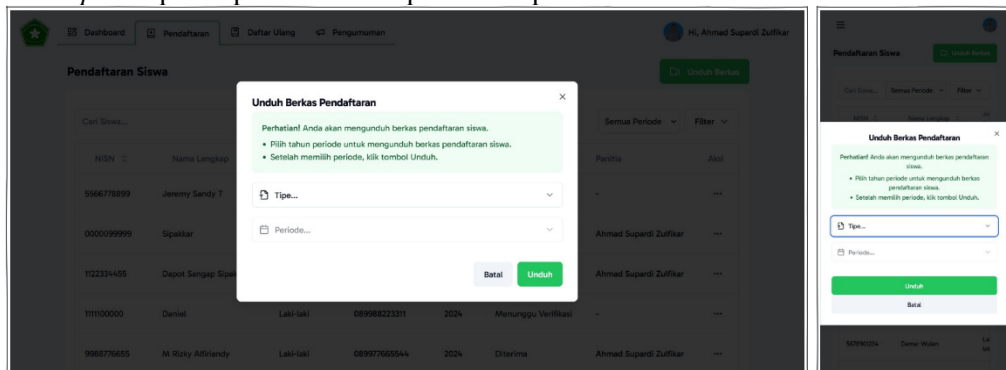 Dashboard Pendaftaran Daftar Ulang Pengumuman Hi, Ahmad Supardi Zulfikar
Pendaftaran Siswa Unduh Berkas
Cari Siswa... Semua Periode Filter
NISN Nama Lengkap Panitia Aksi
5566778899 Jeremy Sandy T -
0000099999 Sipakkar Ahmad Supardi Zulfikar
1122334455 Dapot Sangap Ahmad Supardi Zulfikar
1111100000 Daniel Laki-laki 089988223311 2024 Menunggu Verifikasi -
9988776655 M Rizky Alfiriandy Laki-laki 089977665544 2024 Diterima Ahmad Supardi Zulfikar
Unduh Berkas Pendaftaran
Perhatian! Anda akan mengunduh berkas pendaftaran siswa.
• Pilih tahun periode untuk mengunduh berkas pendaftaran siswa.
• Setelah memilih periode, klik tombol Unduh.
Tipe...
Periode...
Batal Unduh
Pendaftaran Siswa Unduh Berkas
Cari Siswa... Semua Periode Filter
NISN Nama Lengkap
Unduh Berkas Pendaftaran
Perhatian! Anda akan mengunduh berkas pendaftaran
siswa.
• Pilih tahun periode untuk mengunduh berkas
pendaftaran siswa.
• Setelah memilih periode, klik tombol Unduh.
Tipe...
Periode...
Unduh
Batal
Damar Wulan